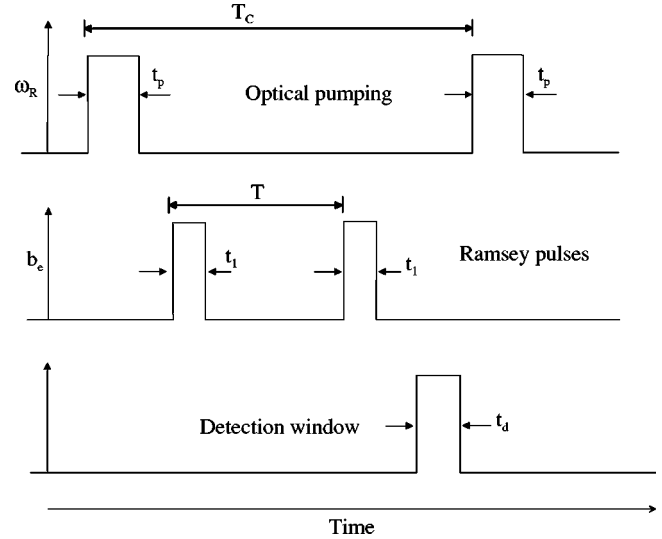 T_C
ω_R
t_p
Optical pumping
t_p
T
b_e
t_1
t_1
Ramsey pulses
Detection window
t_d
Time